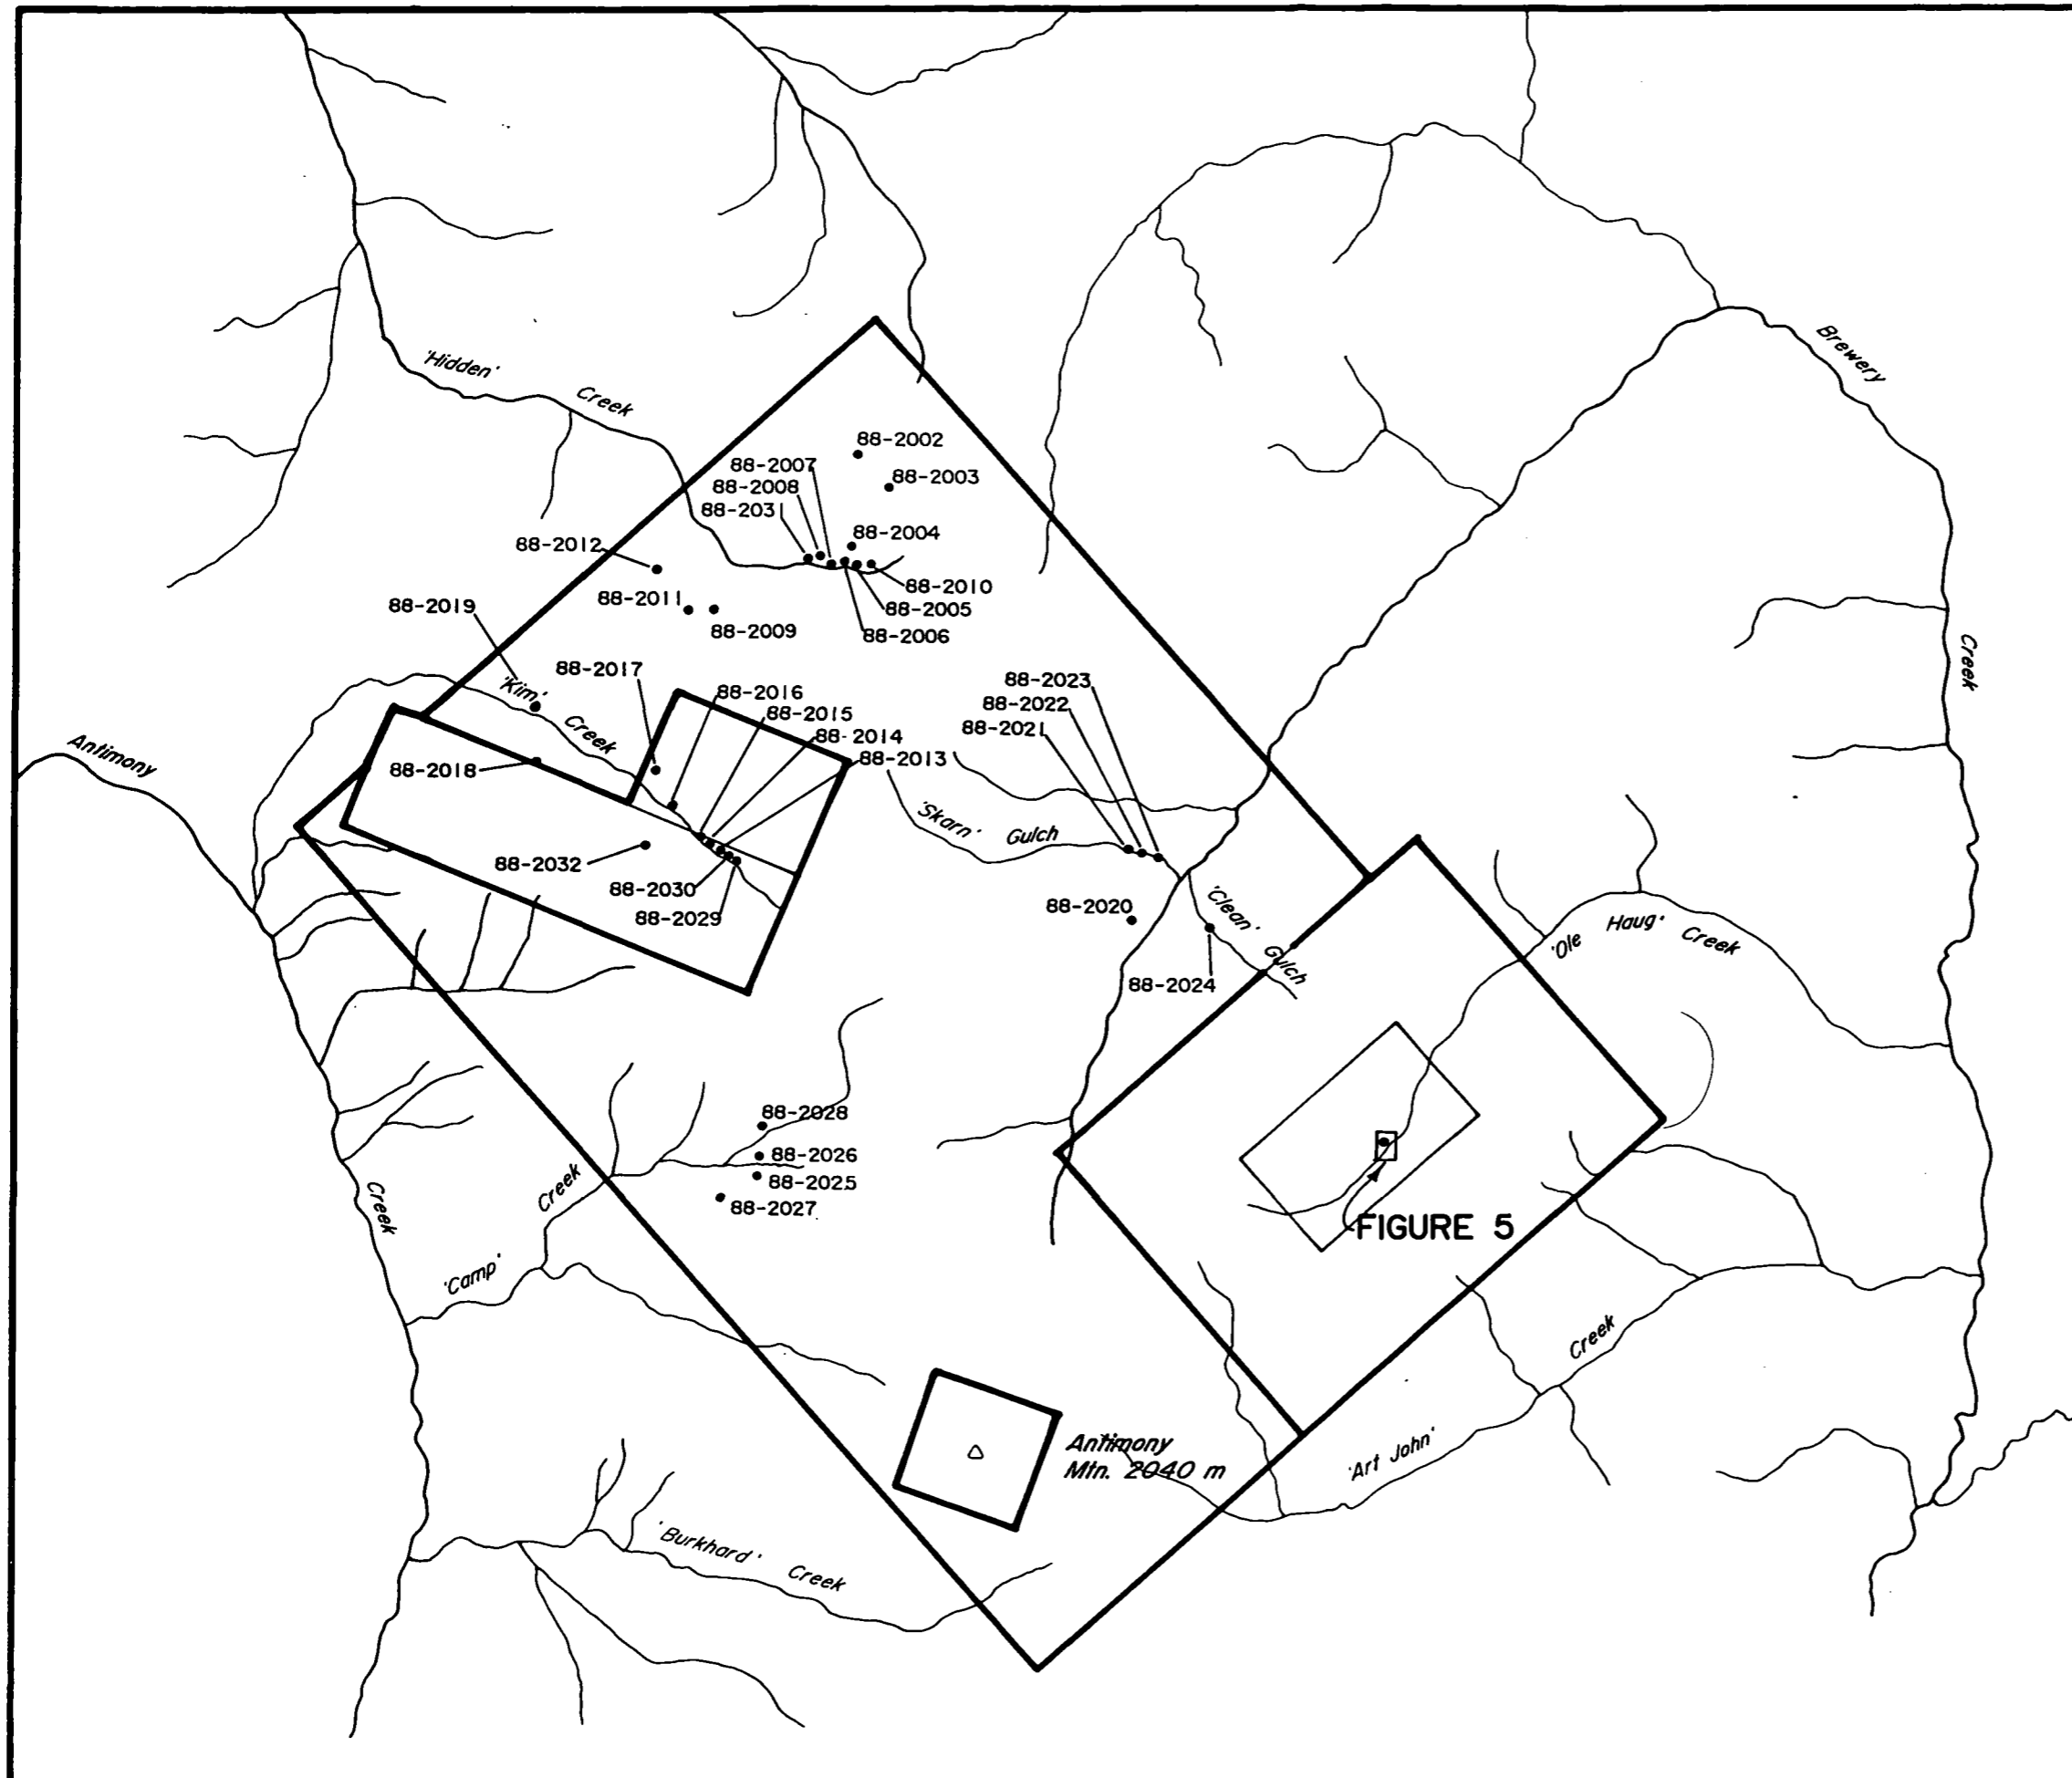 Brewery
'Hidden'
Creek
88-2002
88-2007
88-2003
88-2008
88-203
88-2004
88-2012
88-2010
88-2011
88-2005
88-2019
88-2009
88-2006
Creek
88-2017
88-2023
'Kim'
88-2016
88-2022
88-2015
88-2021
Creek
88-2014
Antimony
88-2013
88-2018
'Skarn' Gulch
88-2032
88-2030
'Clean' Gulch
88-2020
'Ole Haug' Creek
88-2029
88-2024
88-2028
88-2026
88-2025
Creek
Creek
88-2027
FIGURE 5
'Camp'
Creek
Antimony
Mtn. 2040 m
'Art John'
'Burkhard' Creek